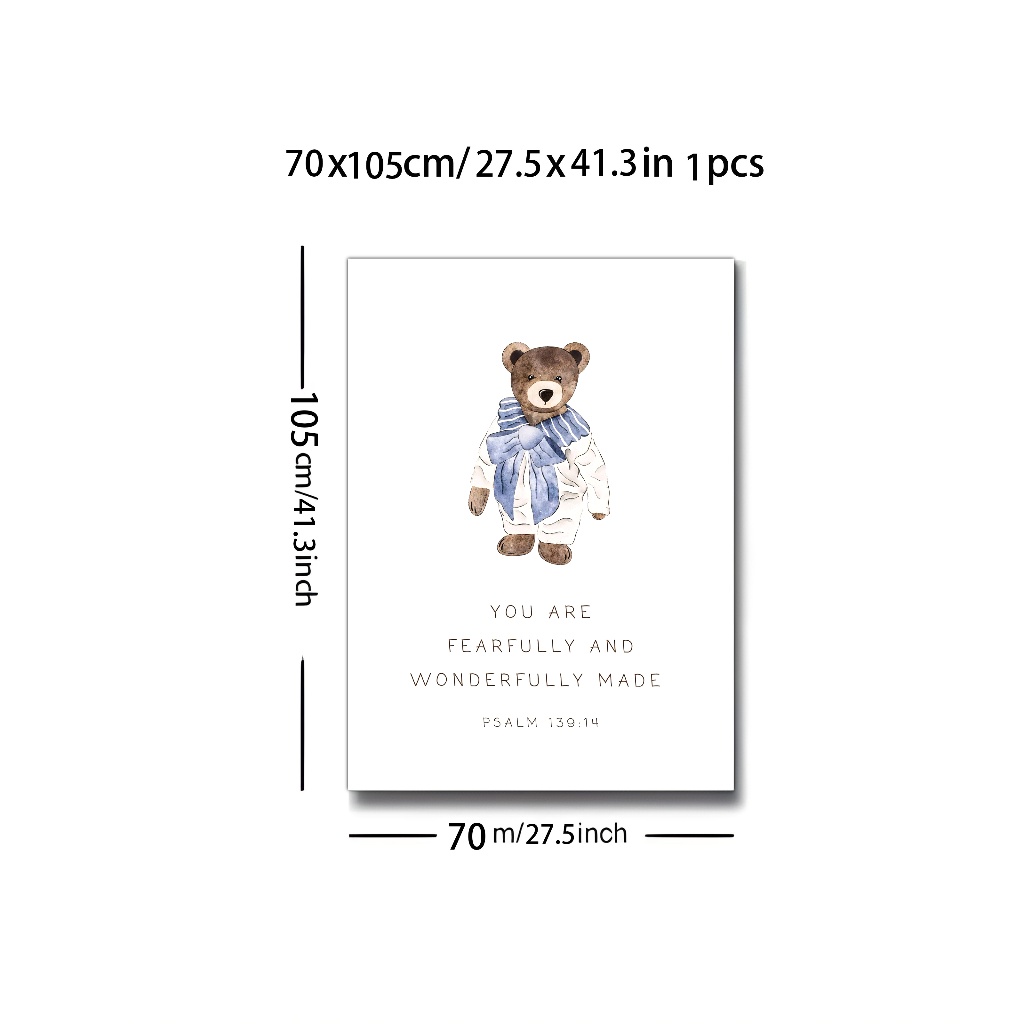 70x105cm/27.5x41.3in 1pcs
105cm/41.3inch
YOU ARE
FEARFULLY AND
WONDERFULLY MADE
PSALM 139:14
70 m/27.5inch